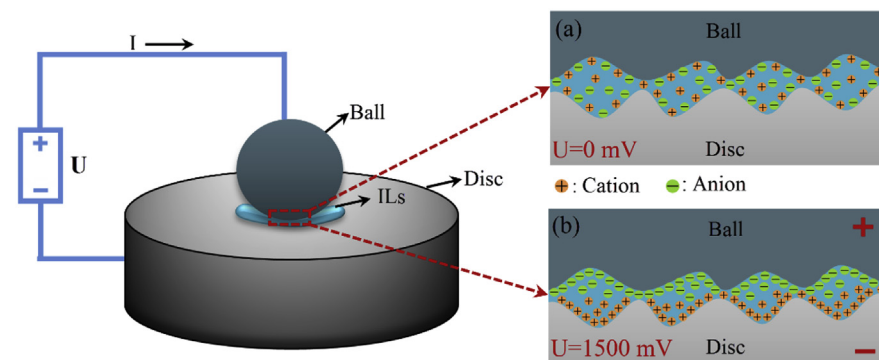 I
+
−
U
Ball
Disc
ILs
(a)
Ball
U=0 mV
Disc
+: Cation
−: Anion
(b)
Ball
+
U=1500 mV
Disc
−